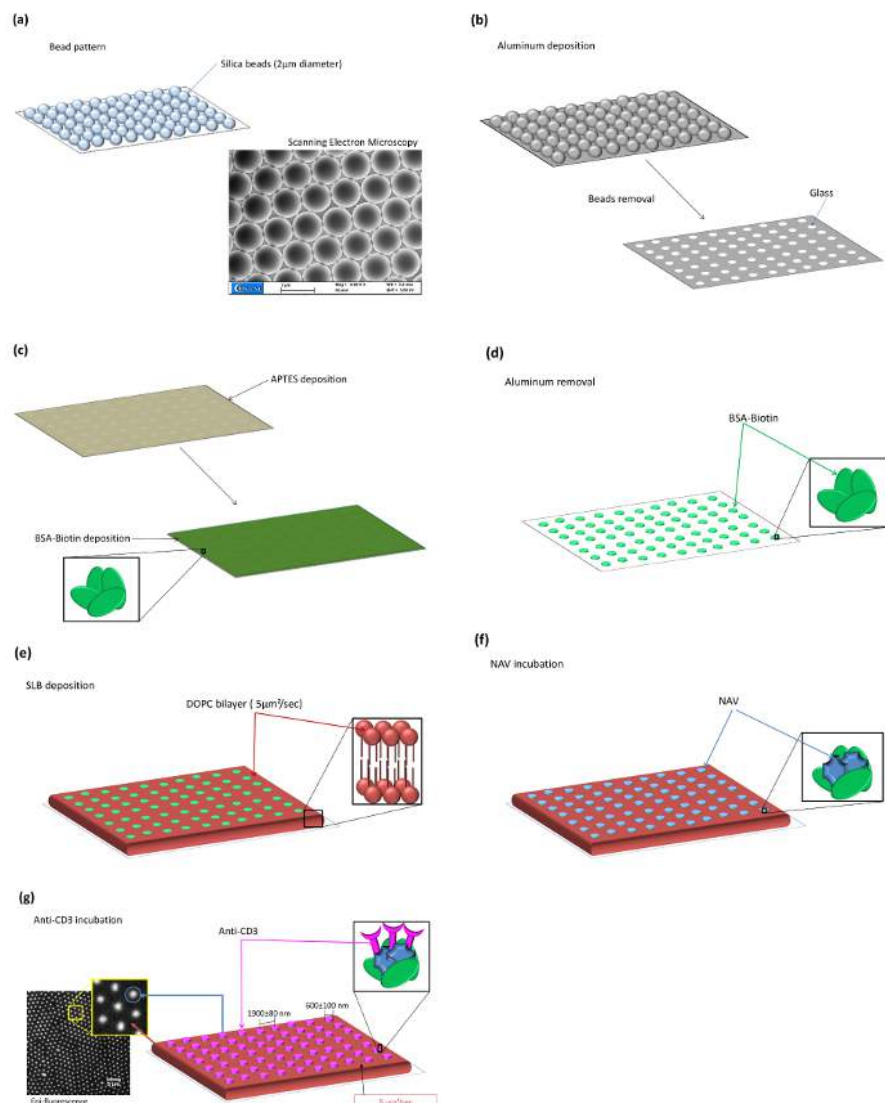 (a)
Bead pattern
Silica beads (2μm diameter)
Scanning Electron Microscopy
(b)
Aluminum deposition
Beads removal
Glass
(c)
APTES deposition
BSA-Biotin deposition
(d)
Aluminum removal
BSA-Biotin
(e)
SLB deposition
DOPC bilayer ( 5μm²/sec)
(f)
NAV incubation
NAV
(g)
Anti-CD3 incubation
Anti-CD3
1900±80 nm
600±100 nm
Epi-fluorescence